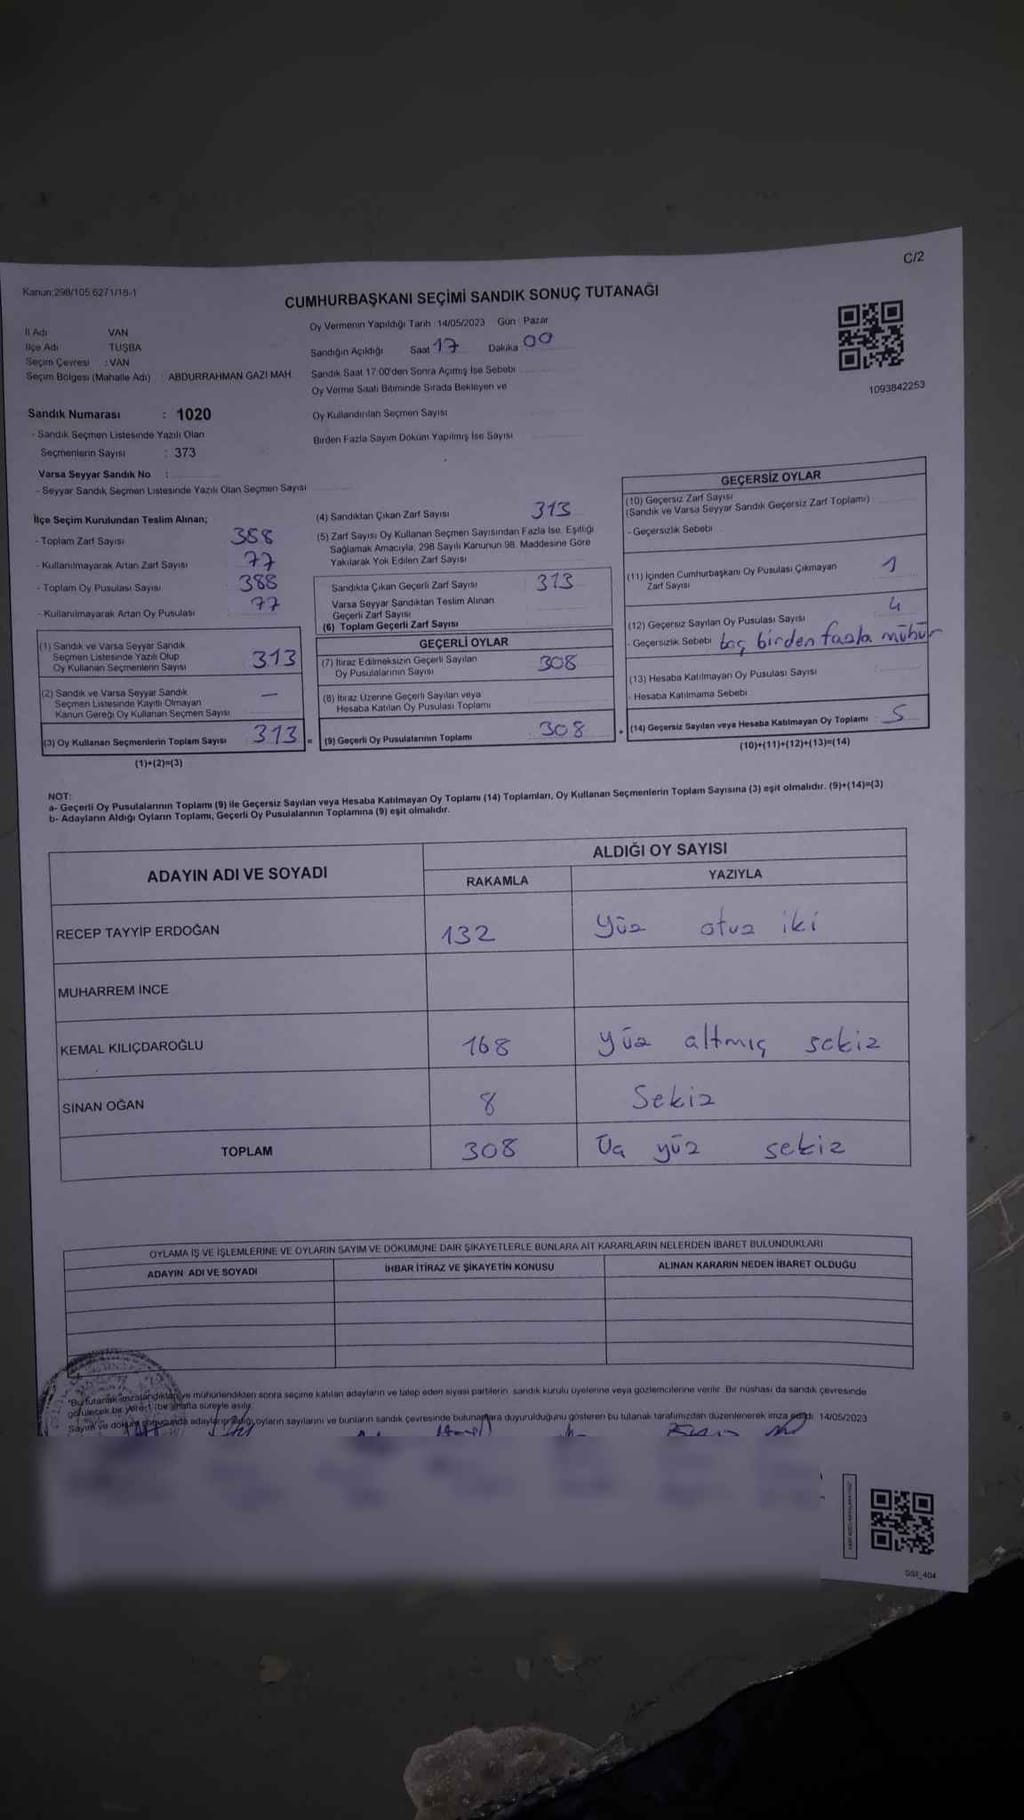 C/2
Kanun:298/105 6271/18-1
CUMHURBAŞKANI SEÇİMİ SANDIK SONUÇ TUTANAĞI
İl Adı VAN
İlçe Adı TUŞBA
Seçim Çevresi : VAN
Seçim Bölgesi (Mahalle Adı) : ABDURRAHMAN GAZİ MAH
Sandık Numarası : 1020
- Sandık Seçmen Listesinde Yazılı Olan
Seçmenlerin Sayısı : 373
Varsa Seyyar Sandık No :
- Seyyar Sandık Seçmen Listesinde Yazılı Olan Seçmen Sayısı
Oy Vermenin Yapıldığı Tarih : 14/05/2023 Gün : Pazar
Sandığın Açıldığı Saat 17 Dakika 00
Sandık Saat 17:00'den Sonra Açılmış İse Sebebi
Oy Verme Saati Bitiminde Sırada Bekleyen ve
Oy Kullandırılan Seçmen Sayısı
Birden Fazla Sayım Döküm Yapılmış İse Sayısı
1093842253
İlçe Seçim Kurulundan Teslim Alınan;
- Toplam Zarf Sayısı 388
- Kullanılmayarak Artan Zarf Sayısı 77
- Toplam Oy Pusulası Sayısı 388
- Kullanılmayarak Artan Oy Pusulası 77
(1) Sandık ve Varsa Seyyar Sandık
Seçmen Listesinde Yazılı Olup
Oy Kullanan Seçmenlerin Sayısı 313
(2) Sandık ve Varsa Seyyar Sandık
Seçmen Listesinde Kayıtlı Olmayan
Kanun Gereği Oy Kullanan Seçmen Sayısı —
(3) Oy Kullanan Seçmenlerin Toplam Sayısı 313 =
(1)+(2)=(3)
(4) Sandıktan Çıkan Zarf Sayısı 313
(5) Zarf Sayısı Oy Kullanan Seçmen Sayısından Fazla İse, Eşitliği
Sağlamak Amacıyla, 298 Sayılı Kanunun 98. Maddesine Göre
Yakılarak Yok Edilen Zarf Sayısı
Sandıkta Çıkan Geçerli Zarf Sayısı 313
Varsa Seyyar Sandıktan Teslim Alınan
Geçerli Zarf Sayısı
(6) Toplam Geçerli Zarf Sayısı
GEÇERLİ OYLAR
(7) İtiraz Edilmeksizin Geçerli Sayılan
Oy Pusulalarının Sayısı 308
(8) İtiraz Üzerine Geçerli Sayılan veya
Hesaba Katılan Oy Pusulası Toplamı
(9) Geçerli Oy Pusulalarının Toplamı 308 +
GEÇERSİZ OYLAR
(10) Geçersiz Zarf Sayısı
(Sandık ve Varsa Seyyar Sandık Geçersiz Zarf Toplamı)
- Geçersizlik Sebebi
(11) İçinden Cumhurbaşkanı Oy Pusulası Çıkmayan
Zarf Sayısı 1
(12) Geçersiz Sayılan Oy Pusulası Sayısı 4
- Geçersizlik Sebebi boş birden fazla mühür
(13) Hesaba Katılmayan Oy Pusulası Sayısı
- Hesaba Katılmama Sebebi
(14) Geçersiz Sayılan veya Hesaba Katılmayan Oy Toplamı 5
(10)+(11)+(12)+(13)=(14)
NOT:
a- Geçerli Oy Pusulalarının Toplamı (9) ile Geçersiz Sayılan veya Hesaba Katılmayan Oy Toplamı (14) Toplamları, Oy Kullanan Seçmenlerin Toplam Sayısına (3) eşit olmalıdır. (9)+(14)=(3)
b- Adayların Aldığı Oyların Toplamı, Geçerli Oy Pusulalarının Toplamına (9) eşit olmalıdır.
ADAYIN ADI VE SOYADI
ALDIĞI OY SAYISI
RAKAMLA YAZIYLA
RECEP TAYYİP ERDOĞAN 132 Yüz otuz iki
MUHARREM İNCE
KEMAL KILIÇDAROĞLU 168 Yüz altmış sekiz
SİNAN OĞAN 8 Sekiz
TOPLAM 308 Üç yüz sekiz
OYLAMA İŞ VE İŞLEMLERİNE VE OYLARIN SAYIM VE DÖKÜMÜNE DAİR ŞİKAYETLERLE BUNLARA AİT KARARLARIN NELERDEN İBARET BULUNDUKLARI
ADAYIN ADI VE SOYADI İHBAR İTİRAZ VE ŞİKAYETİN KONUSU ALINAN KARARIN NEDEN İBARET OLDUĞU
"Bu tutanak imzalandıktan ve mühürlendikten sonra seçime katılan adayların ve talep eden siyasi partilerin sandık kurulu üyelerine veya gözlemcilerine verilir. Bir nüshası da sandık çevresinde
görülecek bir yere 1 (bir) hafta süreyle asılır.
Sayım ve döküm sonucunda adayların aldığı oyların sayılarını ve bunların sandık çevresinde bulunanlara duyurulduğunu gösteren bu tutanak tarafımızdan düzenlenerek imza edildi. 14/05/2023